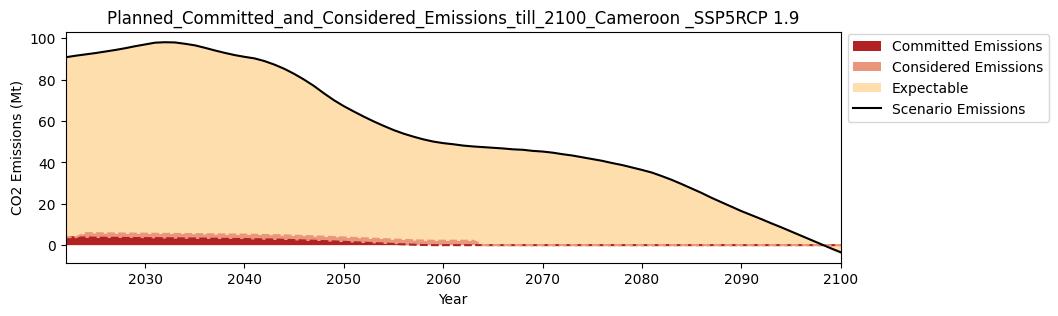 Planned_Committed_and_Considered_Emissions_till_2100_Cameroon _SSP5RCP 1.9
100
80
60
40
20
0
CO2 Emissions (Mt)
2030
2040
2050
2060
2070
2080
2090
2100
Year
Committed Emissions
Considered Emissions
Expectable
Scenario Emissions